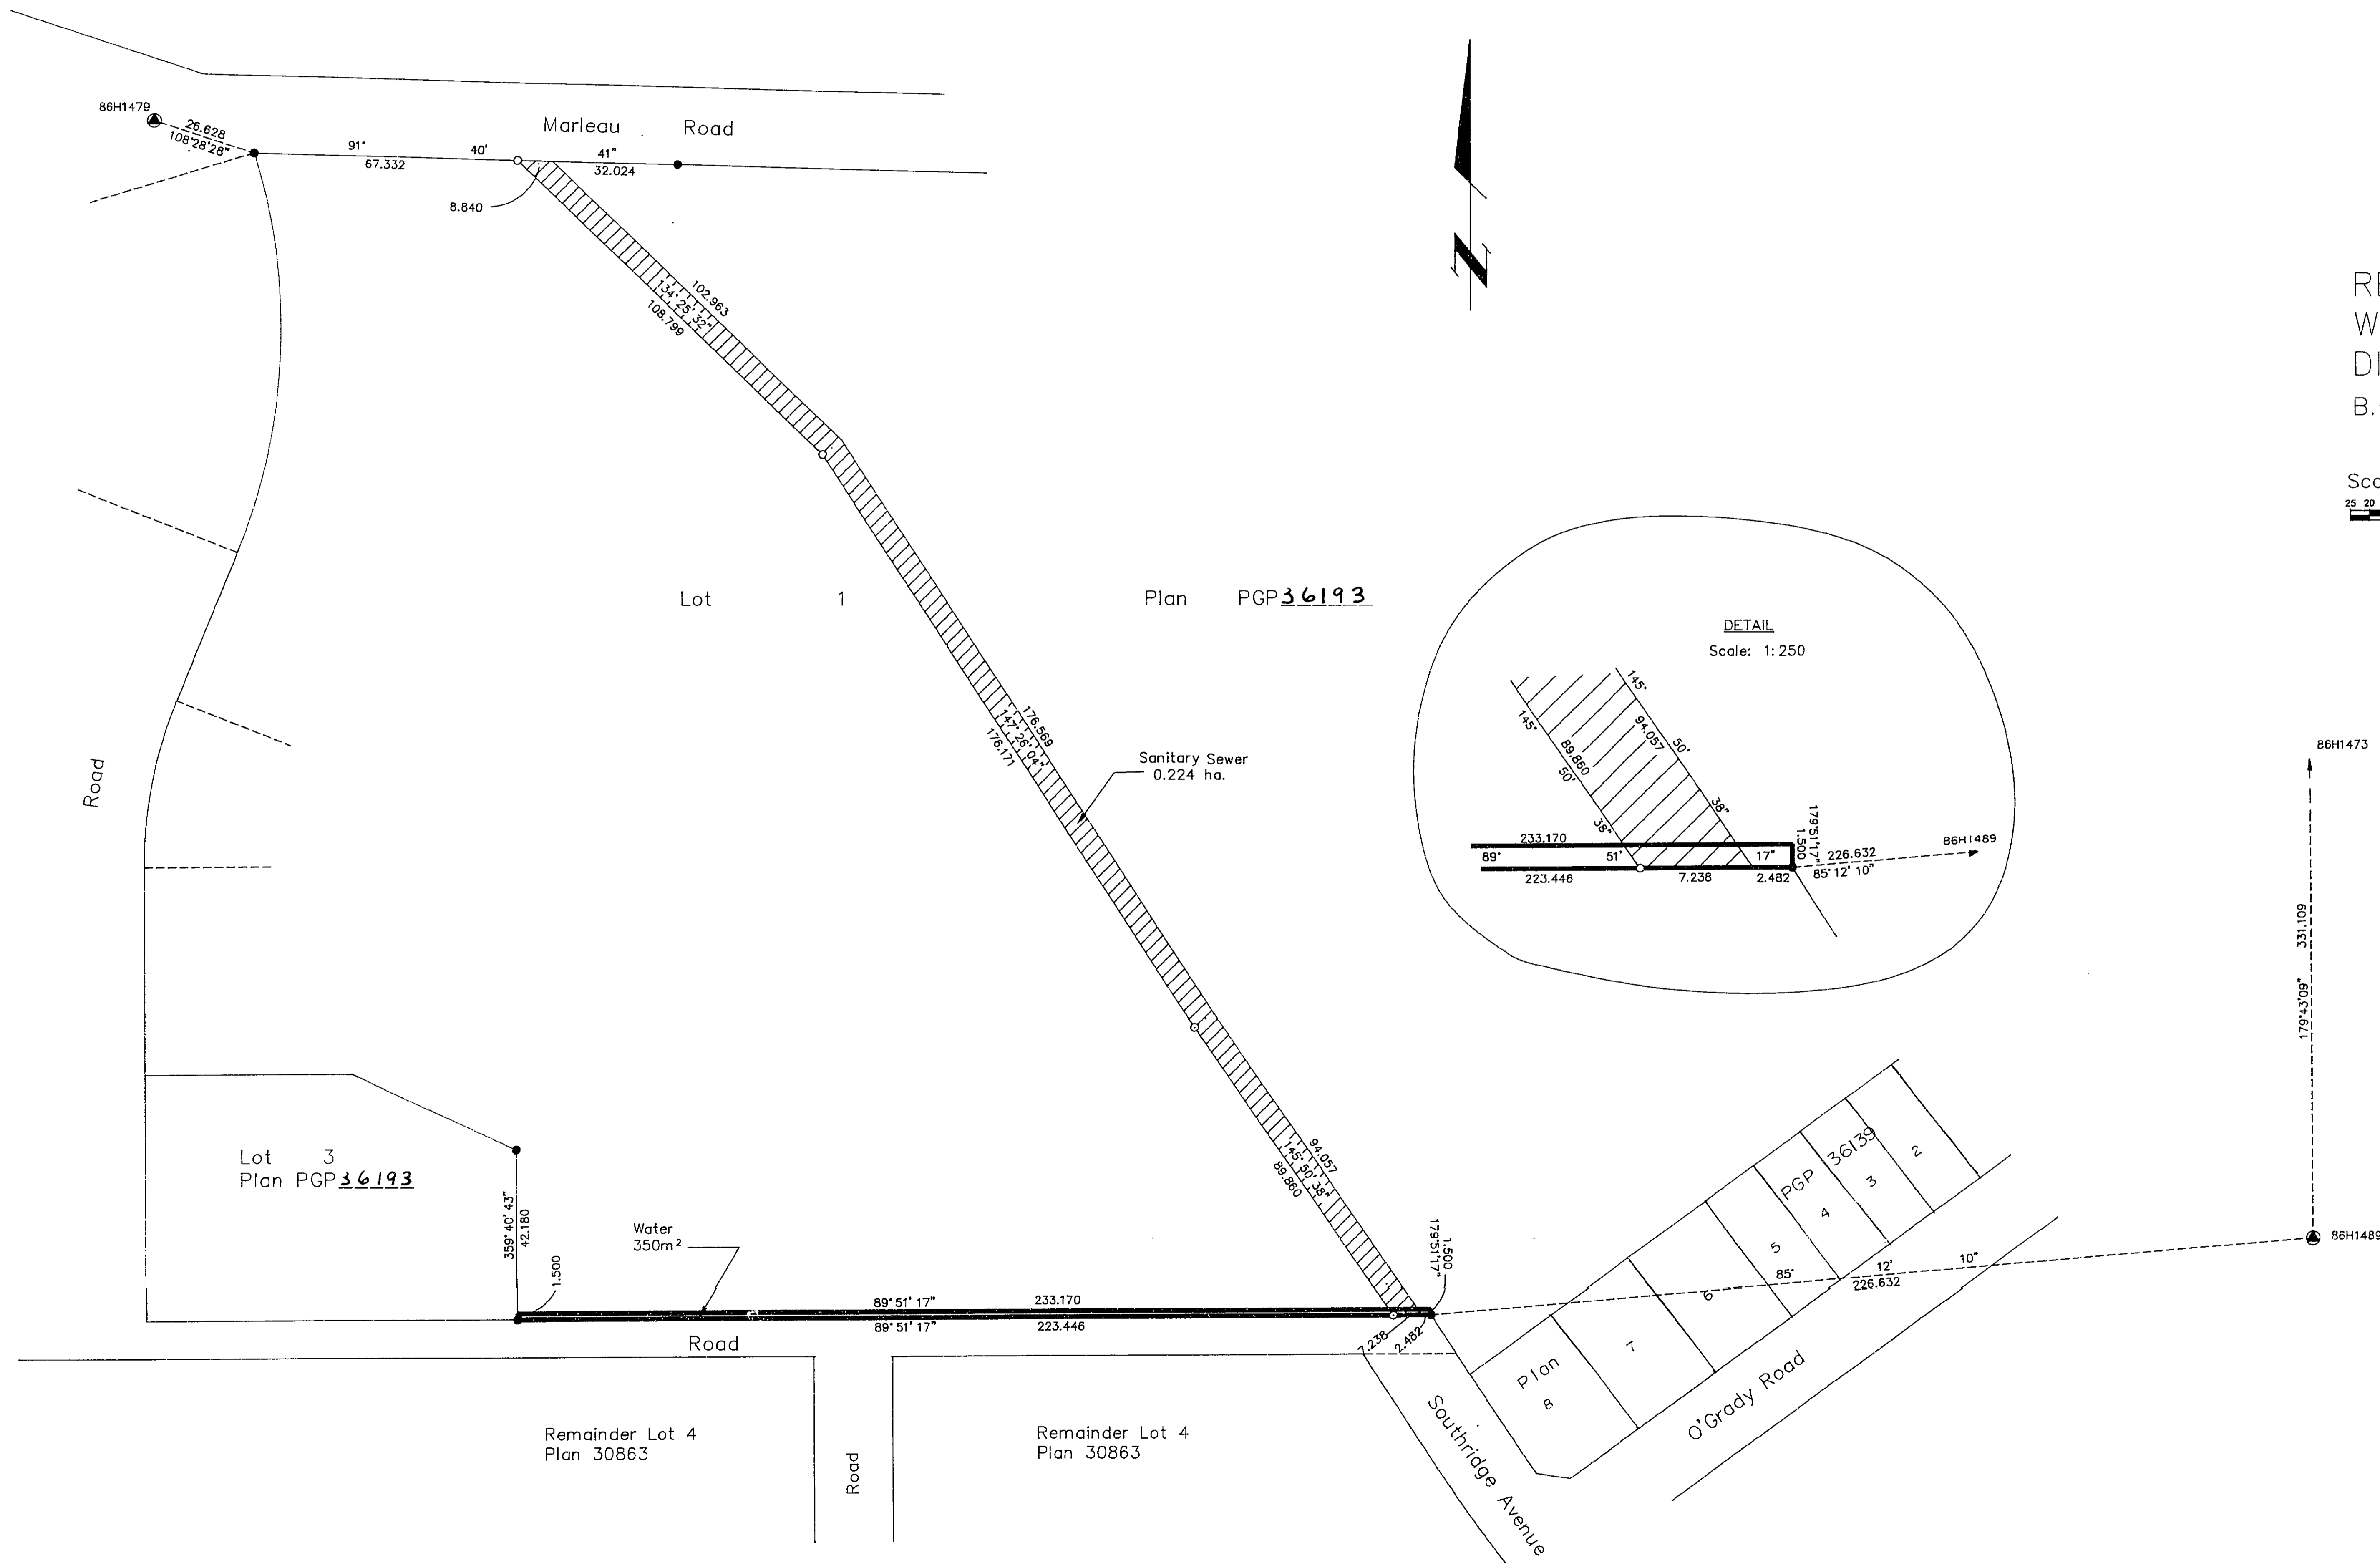 86H1479
26.628
108°28'28"
Marleau Road
91° 40' 41"
67.332
32.024
8.840
102.963
134° 25' 32"
108.799
N
Lot 1 Plan PGP 36193
DETAIL
Scale: 1:250
145°
50'
38"
94.057
145°
50'
38"
89.860
233.170
89° 51' 17"
223.446
7.238
2.482
1.500
179°51'17"
226.632
85° 12' 10"
86H1489
25 20
B.
176.569
147° 26' 04"
176.171
Sanitary Sewer
0.224 ha.
Road
86H1473
331.109
179°43'09"
86H1489
Lot 3
Plan PGP 36193
359° 40' 43"
42.180
1.500
Water
350m²
89° 51' 17" 233.170
89° 51' 17" 223.446
Road
94.057
145° 50' 38"
89.860
1.500
179°51'17"
7.238
2.482
85° 12' 10"
226.632
Plan PGP 36139
8
7
6
5
4
3
2
O'Grady Road
Southridge Avenue
Remainder Lot 4
Plan 30863
Road
Remainder Lot 4
Plan 30863